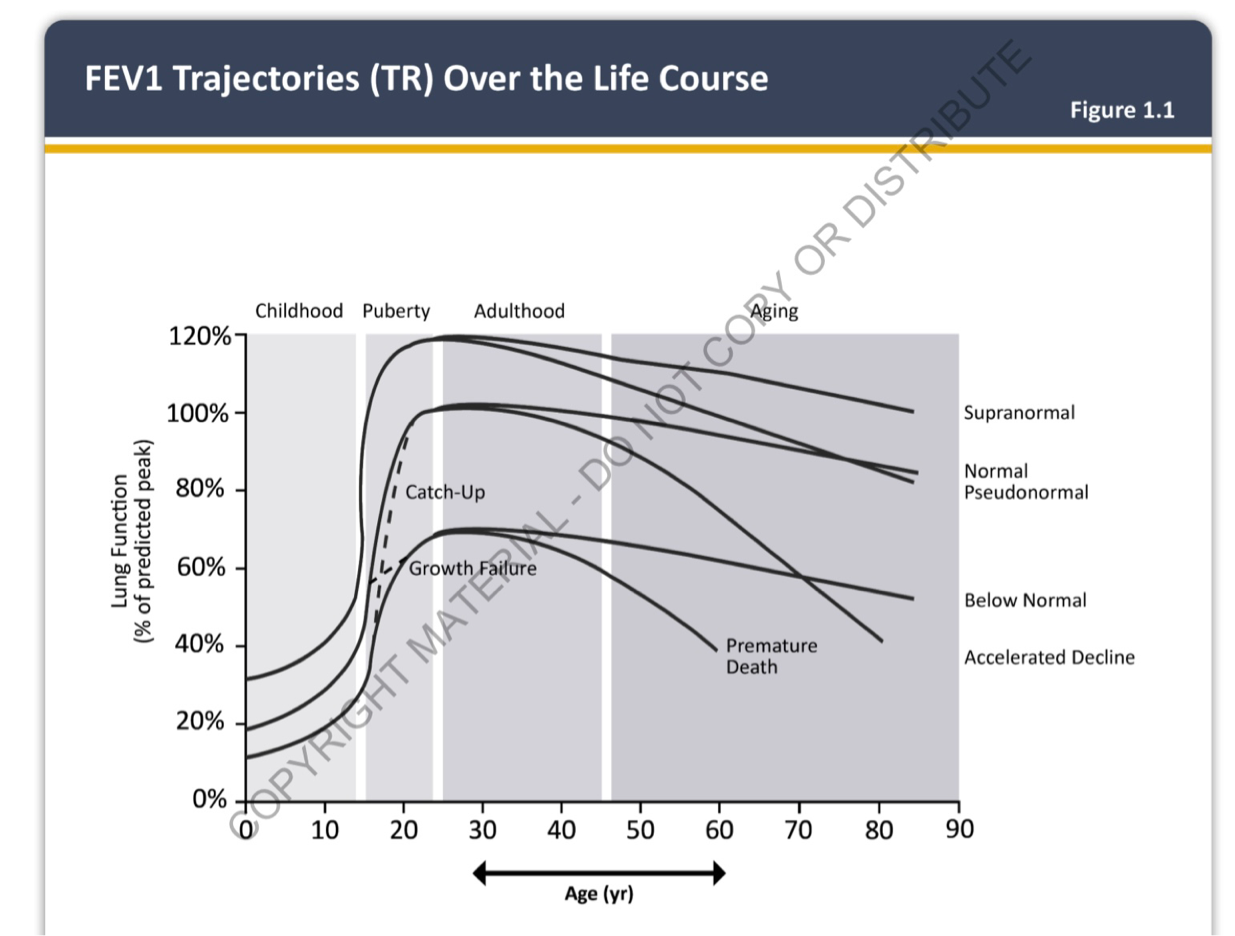 FEV1 Trajectories (TR) Over the Life Course
Figure 1.1
Childhood Puberty Adulthood Aging
120%
100%
80%
60%
40%
20%
0%
Lung Function
(% of predicted peak)
Catch-Up
Growth Failure
Premature
Death
Supranormal
Normal
Pseudonormal
Below Normal
Accelerated Decline
0 10 20 30 40 50 60 70 80 90
Age (yr)
COPYRIGHT MATERIAL - DO NOT COPY OR DISTRIBUTE